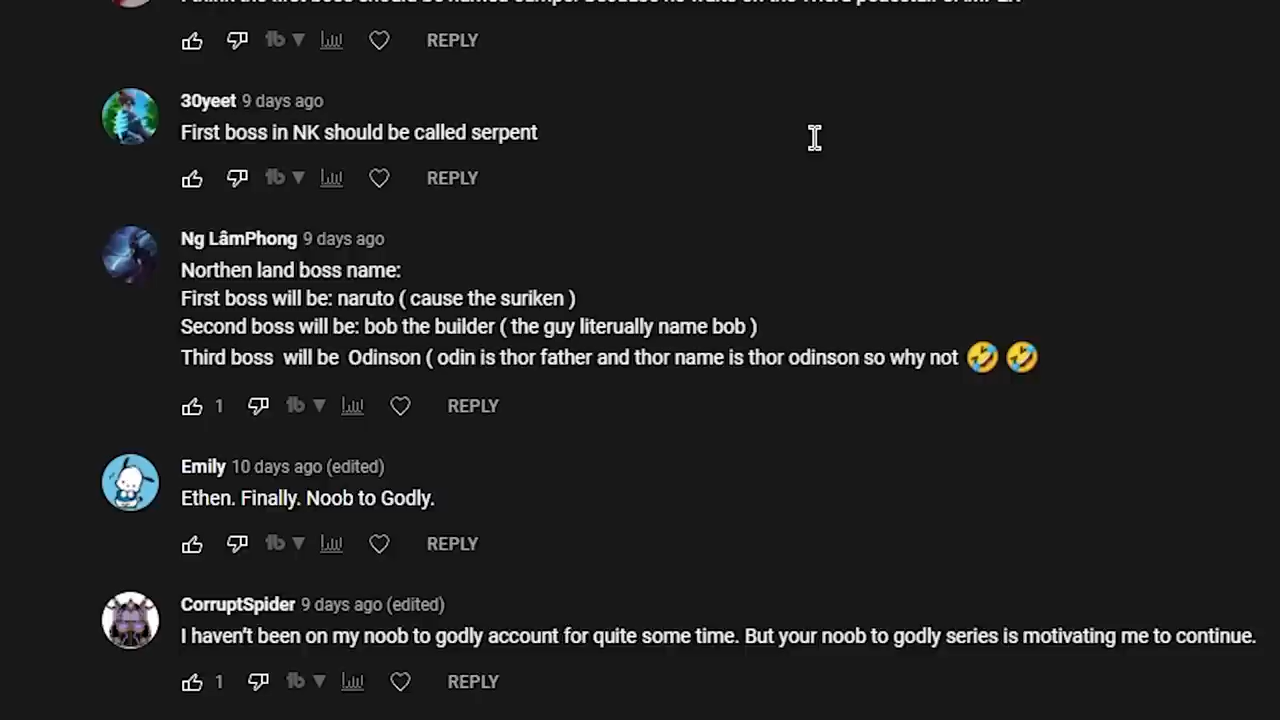 REPLY
30yeet 9 days ago
First boss in NK should be called serpent
REPLY
Ng LâmPhong 9 days ago
Northen land boss name:
First boss will be: naruto ( cause the suriken )
Second boss will be: bob the builder ( the guy literually name bob )
Third boss will be Odinson ( odin is thor father and thor name is thor odinson so why not 🤣 🤣
1 REPLY
Emily 10 days ago (edited)
Ethen. Finally. Noob to Godly.
REPLY
CorruptSpider 9 days ago (edited)
I haven't been on my noob to godly account for quite some time. But your noob to godly series is motivating me to continue.
1 REPLY